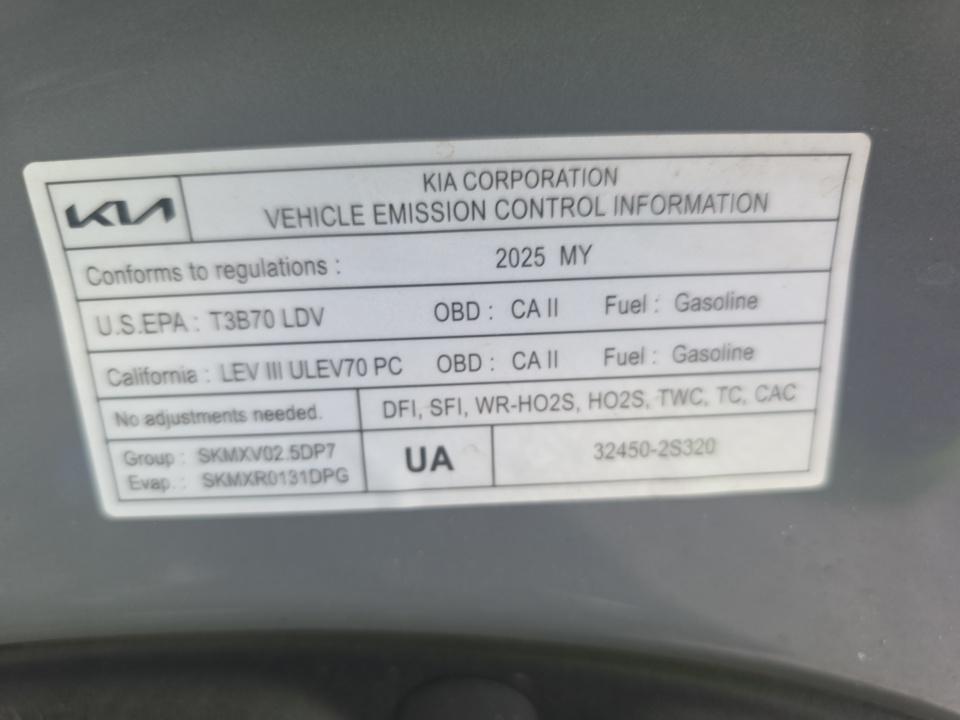 KIA
KIA CORPORATION
VEHICLE EMISSION CONTROL INFORMATION
Conforms to regulations : 2025 MY
U.S.EPA : T3B70 LDV OBD : CA II Fuel : Gasoline
California : LEV III ULEV70 PC OBD : CA II Fuel : Gasoline
No adjustments needed. DFI, SFI, WR-HO2S, HO2S, TWC, TC, CAC
Group : SKMXV02.5DP7
Evap. : SKMXR0131DPG
UA
32450-2S320